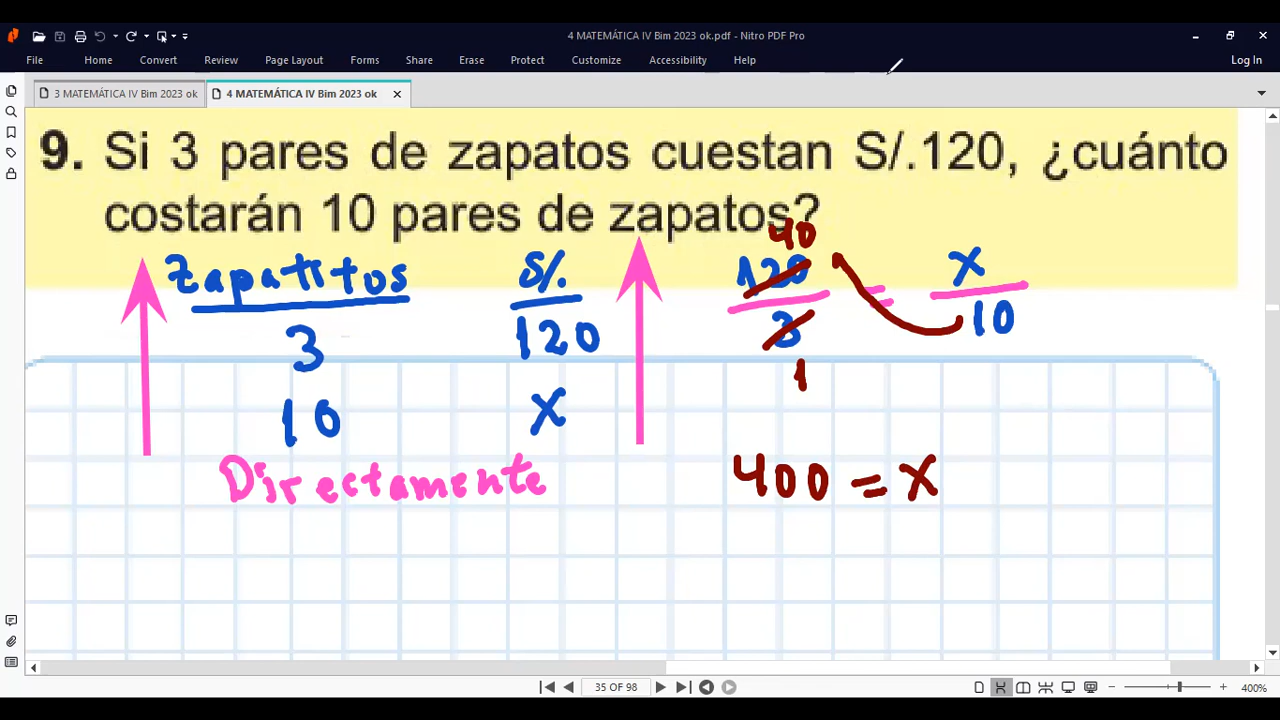 4 MATEMÁTICA IV Bim 2023 ok.pdf - Nitro PDF Pro
File Home Convert Review Page Layout Forms Share Erase Protect Customize Accessibility Help Log In
3 MATEMÁTICA IV Bim 2023 ok 4 MATEMÁTICA IV Bim 2023 ok
9. Si 3 pares de zapatos cuestan S/.120, ¿cuánto
costarán 10 pares de zapatos?
40
zapatitos S/. 120 = x
3 120 3 10
1
10 x
Directamente 400 = x
35 OF 98
400%